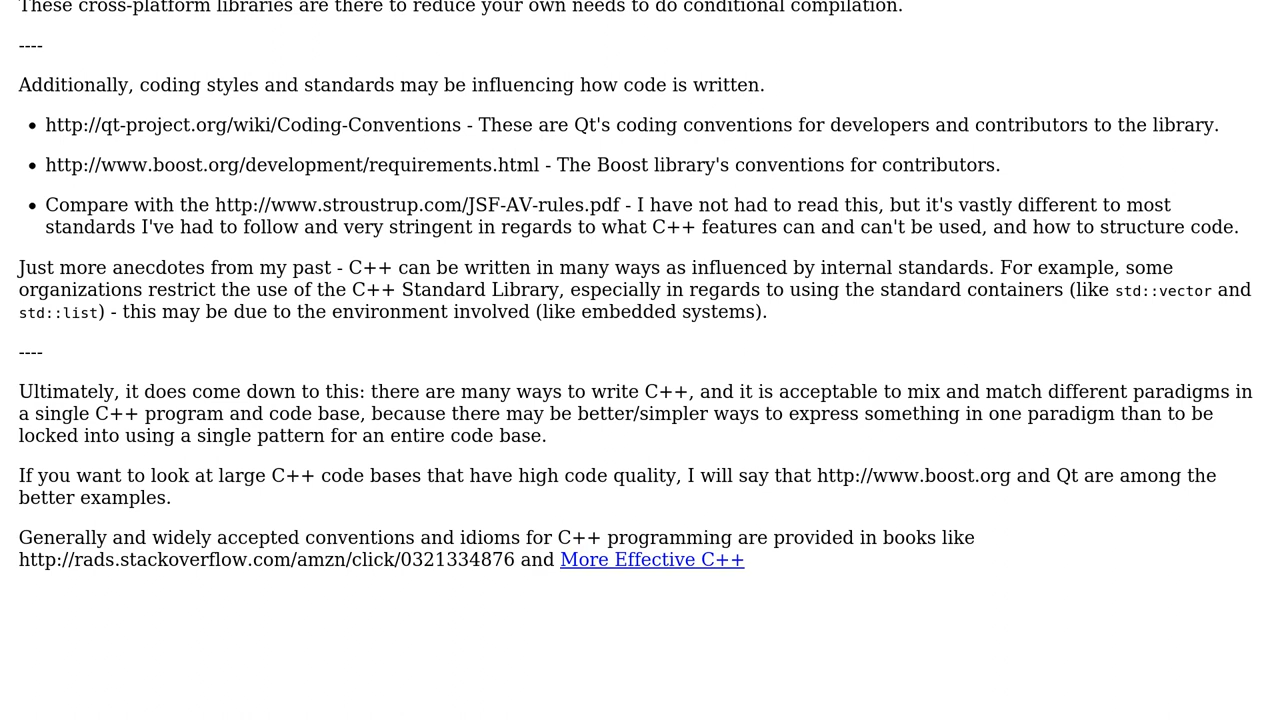 These cross-platform libraries are there to reduce your own needs to do conditional compilation.
----
Additionally, coding styles and standards may be influencing how code is written.
• http://qt-project.org/wiki/Coding-Conventions - These are Qt's coding conventions for developers and contributors to the library.
• http://www.boost.org/development/requirements.html - The Boost library's conventions for contributors.
• Compare with the http://www.stroustrup.com/JSF-AV-rules.pdf - I have not had to read this, but it's vastly different to most
standards I've had to follow and very stringent in regards to what C++ features can and can't be used, and how to structure code.
Just more anecdotes from my past - C++ can be written in many ways as influenced by internal standards. For example, some
organizations restrict the use of the C++ Standard Library, especially in regards to using the standard containers (like std::vector and
std::list) - this may be due to the environment involved (like embedded systems).
----
Ultimately, it does come down to this: there are many ways to write C++, and it is acceptable to mix and match different paradigms in
a single C++ program and code base, because there may be better/simpler ways to express something in one paradigm than to be
locked into using a single pattern for an entire code base.
If you want to look at large C++ code bases that have high code quality, I will say that http://www.boost.org and Qt are among the
better examples.
Generally and widely accepted conventions and idioms for C++ programming are provided in books like
http://rads.stackoverflow.com/amzn/click/0321334876 and More Effective C++